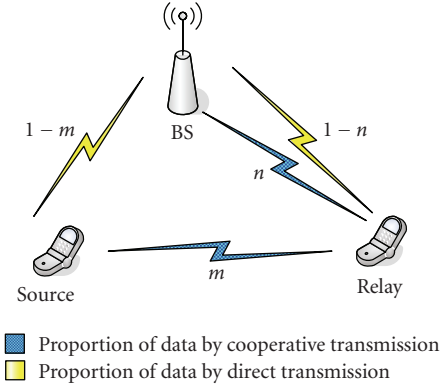 1 − m
BS
1 − n
n
m
Source
Relay
Proportion of data by cooperative transmission
Proportion of data by direct transmission